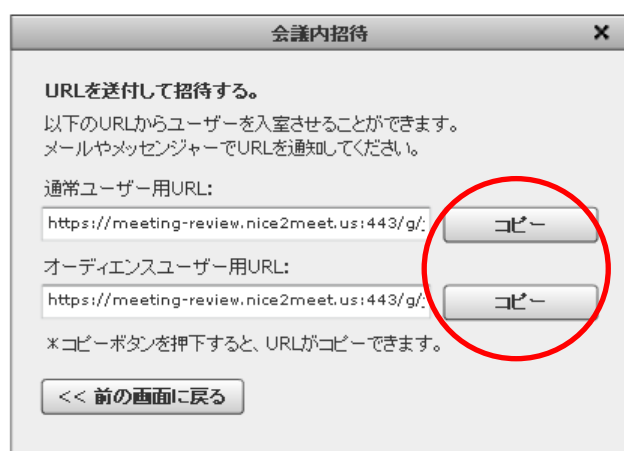 会議内招待 ×
URLを送付して招待する。
以下のURLからユーザーを入室させることができます。
メールやメッセンジャーでURLを通知してください。
通常ユーザー用URL:
https://meeting-review.nice2meet.us:443/g/ コピー
オーディエンスユーザー用URL:
https://meeting-review.nice2meet.us:443/g/ コピー
※コピーボタンを押下すると、URLがコピーできます。
<< 前の画面に戻る